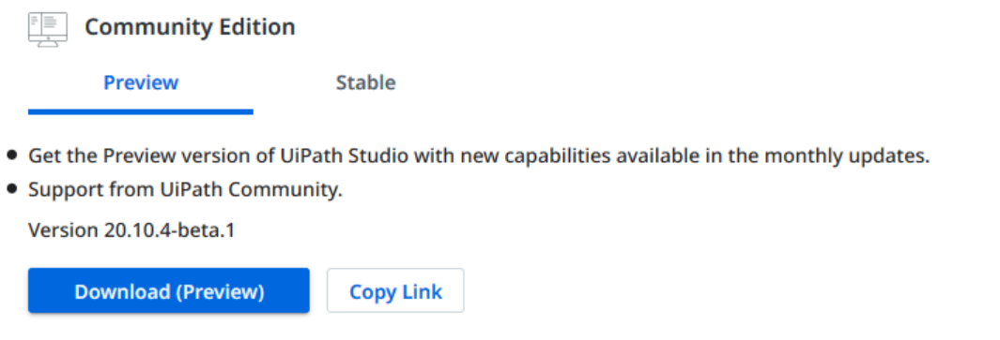 Community Edition
Preview Stable
• Get the Preview version of UiPath Studio with new capabilities available in the monthly updates.
• Support from UiPath Community.
Version 20.10.4-beta.1
Download (Preview) Copy Link